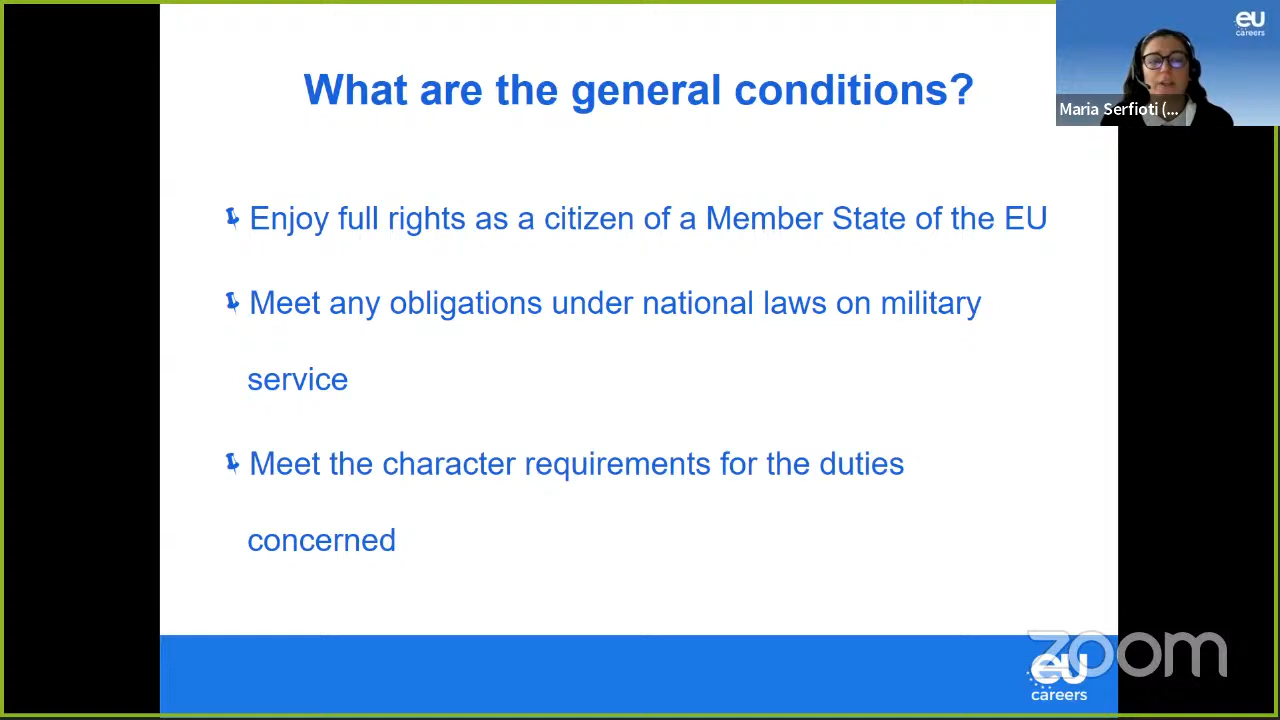 What are the general conditions?
Enjoy full rights as a citizen of a Member State of the EU
Meet any obligations under national laws on military
service
Meet the character requirements for the duties
concerned
eu
careers
Maria Serfioti (...
zoom
eu
careers